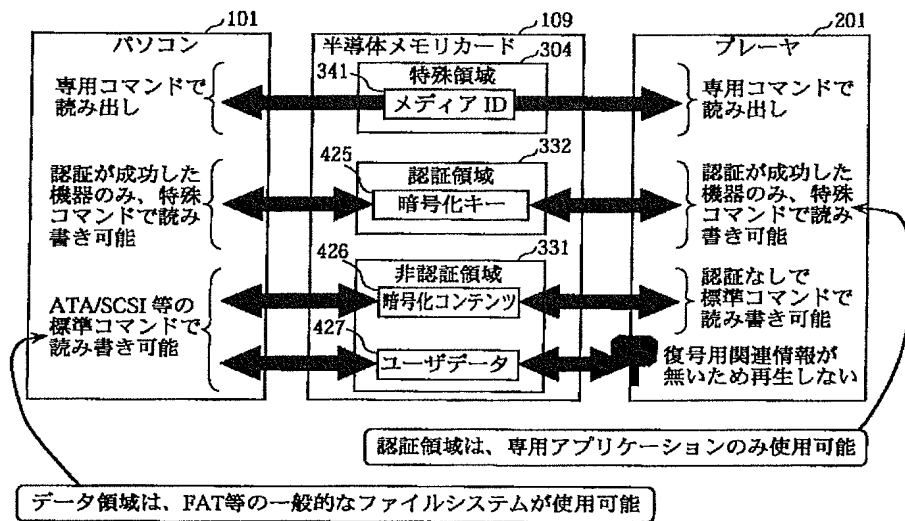 101
パソコン
専用コマンドで
読み出し
認証が成功した
機器のみ、特殊
コマンドで読み
書き可能
ATA/SCSI等の
標準コマンドで
読み書き可能
109
半導体メモリカード
304
特殊領域
341
メディアID
332
425
認証領域
暗号化キー
331
426
非認証領域
暗号化コンテンツ
427
ユーザデータ
201
プレーヤ
専用コマンドで
読み出し
認証が成功した
機器のみ、特殊
コマンドで読み
書き可能
認証なしで
標準コマンドで
読み書き可能
復号用関連情報が
無いため再生しない
認証領域は、専用アプリケーションのみ使用可能
データ領域は、FAT等の一般的なファイルシステムが使用可能